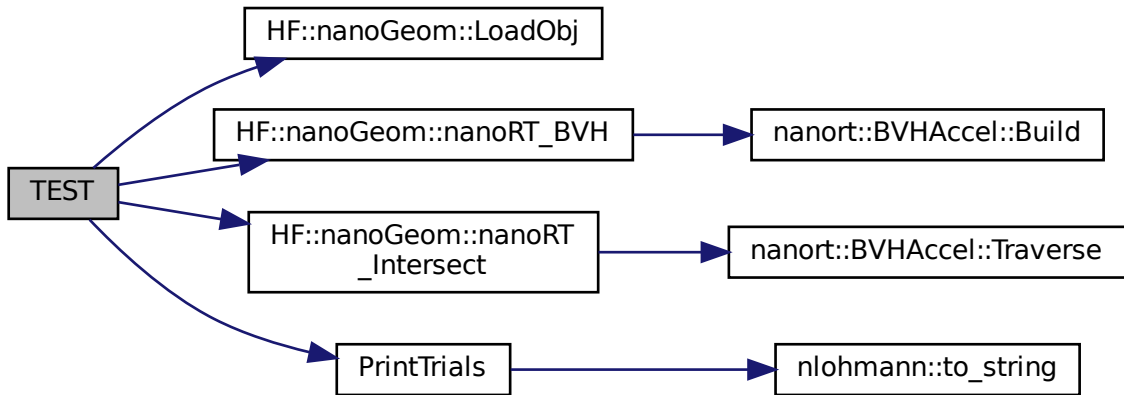 HF::nanoGeom::LoadObj
HF::nanoGeom::nanoRT_BVH
nanort::BVHAccel::Build
TEST
HF::nanoGeom::nanoRT
_Intersect
nanort::BVHAccel::Traverse
PrintTrials
nlohmann::to_string